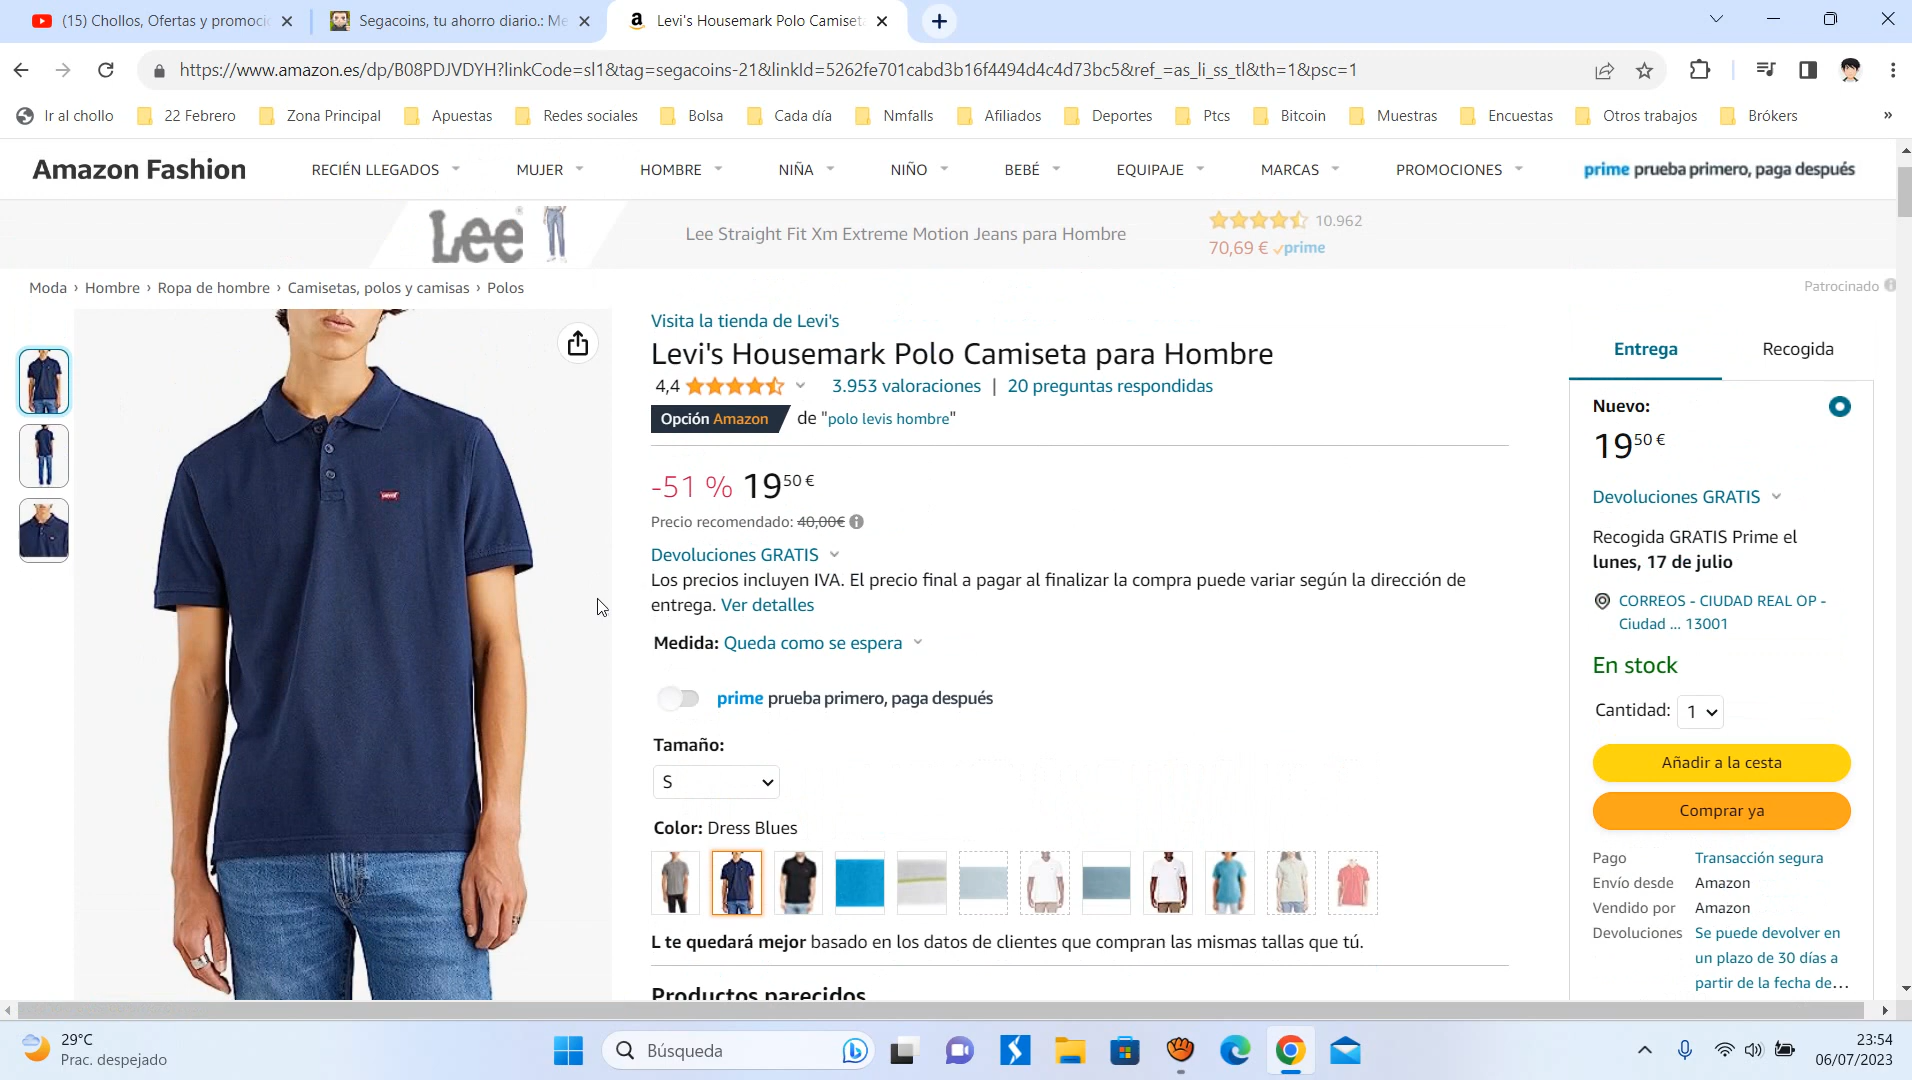 (15) Chollos, Ofertas y promoci
Segacoins, tu ahorro diario.: Me
Levi's Housemark Polo Camiseta
https://www.amazon.es/dp/B08PDJVDYH?linkCode=sl1&tag=segacoins-21&linkId=5262fe701cabd3b16f4494d4c4d73bc5&ref_=as_li_ss_tl&th=1&psc=1
Ir al chollo
22 Febrero
Zona Principal
Apuestas
Redes sociales
Bolsa
Cada día
Nmfalls
Afiliados
Deportes
Ptcs
Bitcoin
Muestras
Encuestas
Otros trabajos
Brókers
»
Amazon Fashion
RECIÉN LLEGADOS
MUJER
HOMBRE
NIÑA
NIÑO
BEBÉ
EQUIPAJE
MARCAS
PROMOCIONES
prime prueba primero, paga después
Lee
Lee Straight Fit Xm Extreme Motion Jeans para Hombre
10.962
70,69 € prime
Moda › Hombre › Ropa de hombre › Camisetas, polos y camisas › Polos
Patrocinado
Visita la tienda de Levi's
Levi's Housemark Polo Camiseta para Hombre
4,4
3.953 valoraciones | 20 preguntas respondidas
Opción Amazon de "polo levis hombre"
-51 % 19 50 €
Precio recomendado: 40,00€
Devoluciones GRATIS
Los precios incluyen IVA. El precio final a pagar al finalizar la compra puede variar según la dirección de
entrega. Ver detalles
Medida: Queda como se espera
prime prueba primero, paga después
Tamaño:
S
Color: Dress Blues
L te quedará mejor basado en los datos de clientes que compran las mismas tallas que tú.
Productos parecidos
Entrega
Recogida
Nuevo:
19 50 €
Devoluciones GRATIS
Recogida GRATIS Prime el
lunes, 17 de julio
CORREOS - CIUDAD REAL OP -
Ciudad ... 13001
En stock
Cantidad: 1
Añadir a la cesta
Comprar ya
Pago Transacción segura
Envío desde Amazon
Vendido por Amazon
Devoluciones Se puede devolver en
un plazo de 30 días a
partir de la fecha de...
29°C
Prac. despejado
Búsqueda
23:54
06/07/2023